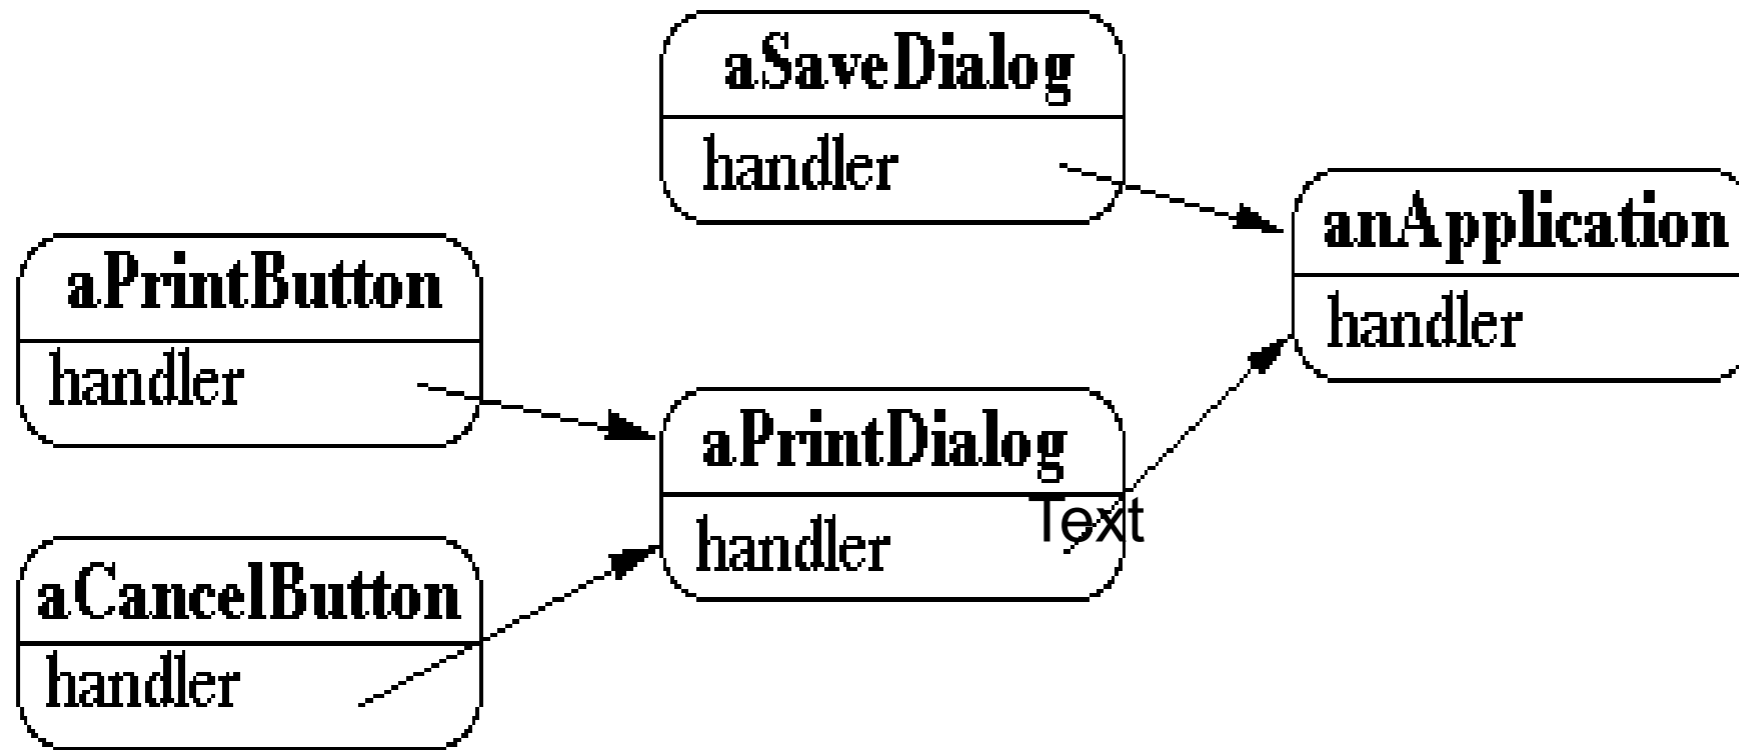 aSaveDialog
handler
anApplication
handler
aPrintButton
handler
aPrintDialog
Text
handler
aCancelButton
handler